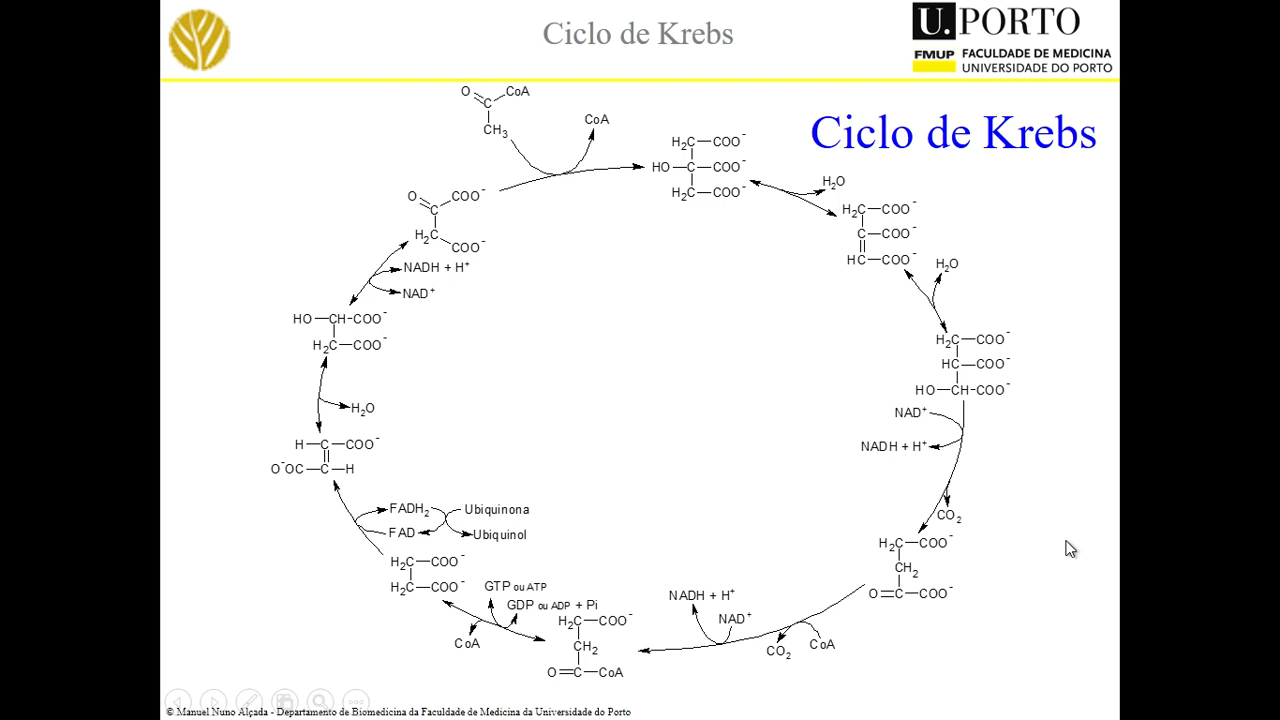 Ciclo de Krebs
U. PORTO
FMUP FACULDADE DE MEDICINA
UNIVERSIDADE DO PORTO
Ciclo de Krebs
O CoA
CH3
CoA
H2C COO-
HO C COO-
H2C COO-
H2O
H2C COO-
C COO-
HC COO-
H2O
H2C COO-
HC COO-
HO CH COO-
NAD+
NADH + H+
CO2
H2C COO-
CH2
O C COO-
CoA
CO2
NAD+
NADH + H+
H2C COO-
CH2
O C CoA
GTP ou ATP
GDP ou ADP + Pi
CoA
H2C COO-
H2C COO-
FADH2 Ubiquinona
FAD Ubiquinol
H C COO-
O-OC C H
H2O
HO CH COO-
H2C COO-
NADH + H+
NAD+
O C COO-
H2C COO-
© Manuel Nuno Alçada - Departamento de Biomedicina da Faculdade de Medicina da Universidade do Porto